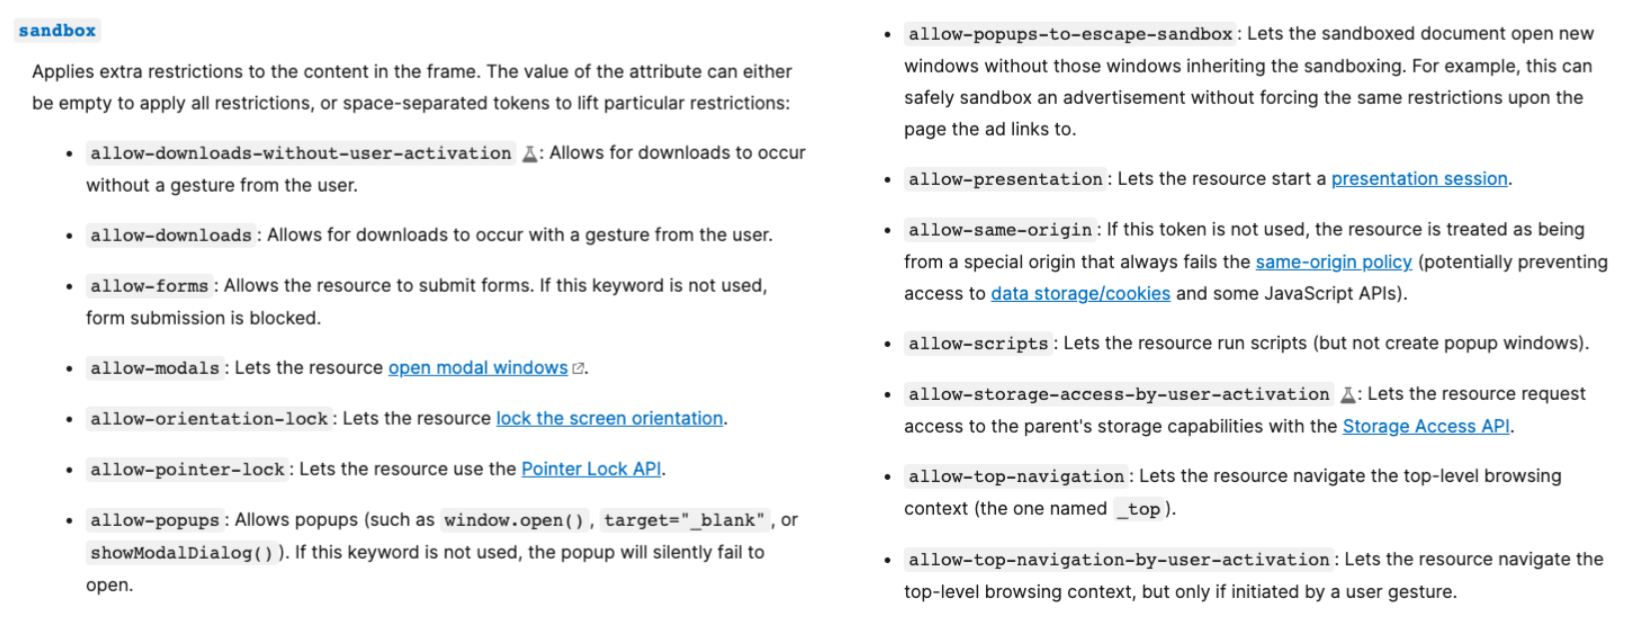 sandbox
Applies extra restrictions to the content in the frame. The value of the attribute can either
be empty to apply all restrictions, or space-separated tokens to lift particular restrictions:
• allow-downloads-without-user-activation : Allows for downloads to occur
without a gesture from the user.
• allow-downloads: Allows for downloads to occur with a gesture from the user.
• allow-forms: Allows the resource to submit forms. If this keyword is not used,
form submission is blocked.
• allow-modals: Lets the resource open modal windows.
• allow-orientation-lock: Lets the resource lock the screen orientation.
• allow-pointer-lock: Lets the resource use the Pointer Lock API.
• allow-popups: Allows popups (such as window.open(), target="_blank", or
showModalDialog()). If this keyword is not used, the popup will silently fail to
open.
• allow-popups-to-escape-sandbox: Lets the sandboxed document open new
windows without those windows inheriting the sandboxing. For example, this can
safely sandbox an advertisement without forcing the same restrictions upon the
page the ad links to.
• allow-presentation: Lets the resource start a presentation session.
• allow-same-origin: If this token is not used, the resource is treated as being
from a special origin that always fails the same-origin policy (potentially preventing
access to data storage/cookies and some JavaScript APIs).
• allow-scripts: Lets the resource run scripts (but not create popup windows).
• allow-storage-access-by-user-activation : Lets the resource request
access to the parent's storage capabilities with the Storage Access API.
• allow-top-navigation: Lets the resource navigate the top-level browsing
context (the one named _top).
• allow-top-navigation-by-user-activation: Lets the resource navigate the
top-level browsing context, but only if initiated by a user gesture.